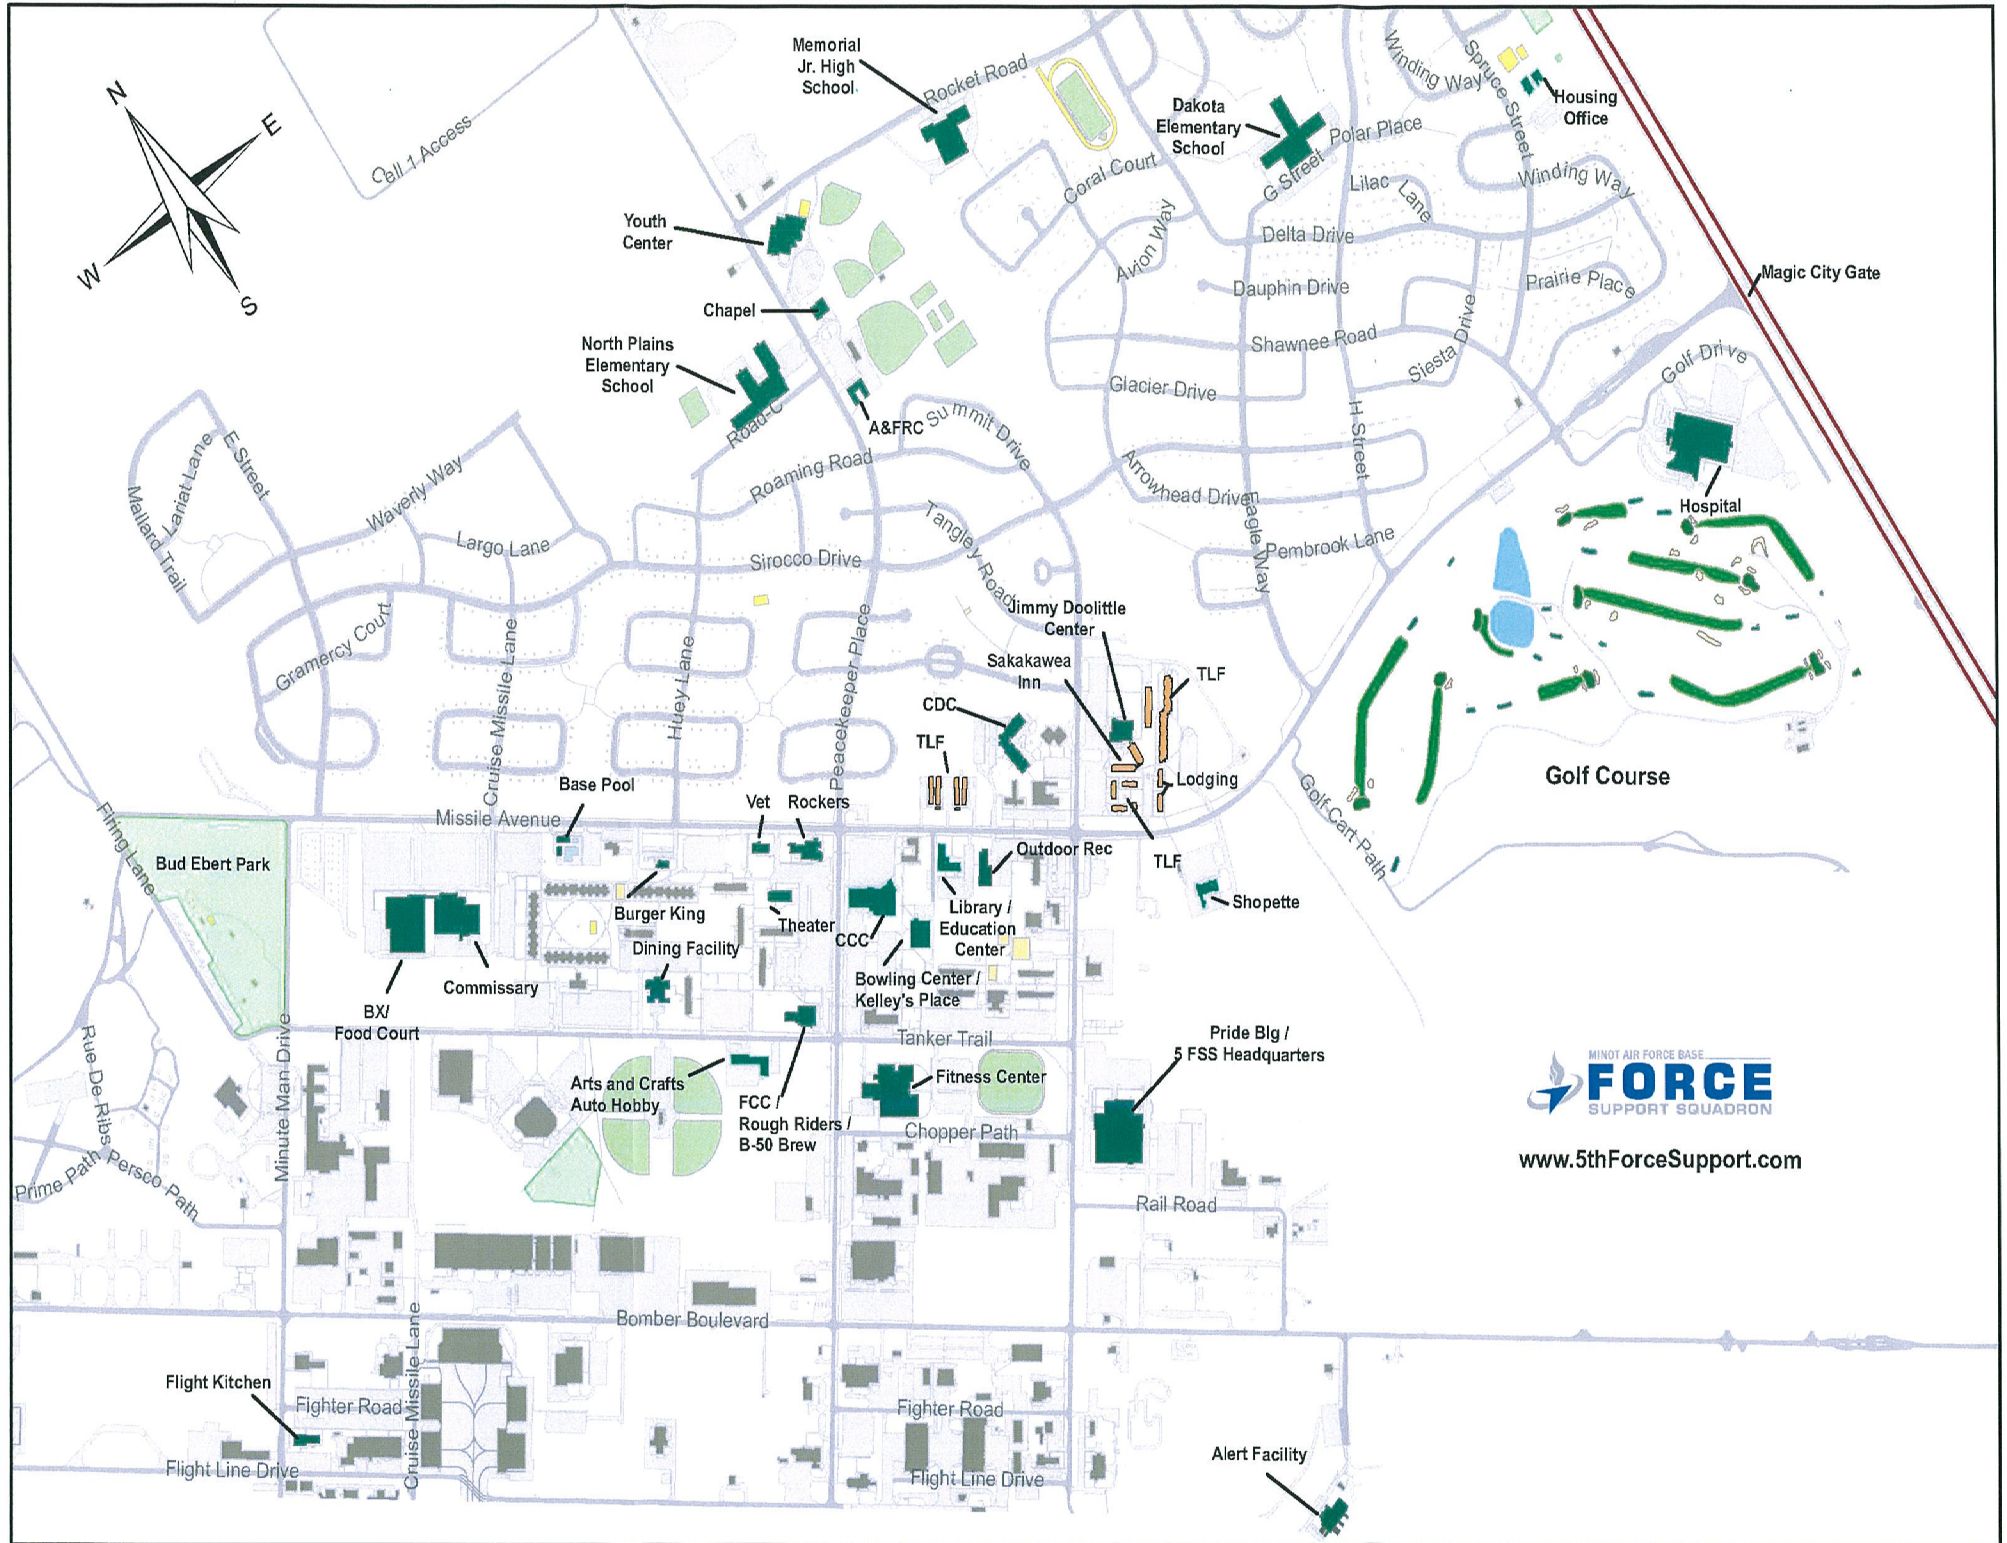 N
E
W
S
Cell 1 Access
Memorial
Jr. High
School
Rocket Road
Dakota
Elementary
School
Polar Place
G Street
Winding Way
Spruce Street
Housing
Office
Winding Way
Coral Court
Lilac Lane
Avion Way
Delta Drive
Youth
Center
Dauphin Drive
Prairie Place
Magic City Gate
Chapel
Shawnee Road
Siesta Drive
Golf Drive
North Plains
Elementary
School
Road-C
A&FRC
Summit Drive
Glacier Drive
H Street
Hospital
Mallard Trail
Lariat Lane
E Street
Waverly Way
Roaming Road
Arrowhead Drive
Eagle Way
Largo Lane
Sirocco Drive
Tangley Road
Pembrook Lane
Gramercy Court
Cruise Missile Lane
Huey Lane
Peacekeeper Place
Jimmy Doolittle
Center
Sakakawea
Inn
TLF
CDC
TLF
Lodging
TLF
Golf Course
Golf Cart Path
Base Pool
Vet
Rockers
Missile Avenue
Firing Lane
Bud Ebert Park
Outdoor Rec
Burger King
Theater
CCC
Library /
Education
Center
Shopette
Dining Facility
Commissary
Bowling Center /
Kelley's Place
BX/
Food Court
Tanker Trail
Minute Man Drive
Rue De Ribs
Prime Path
Persco Path
Arts and Crafts
Auto Hobby
FCC /
Rough Riders /
B-50 Brew
Fitness Center
Chopper Path
Pride Blg /
5 FSS Headquarters
Rail Road
MINOT AIR FORCE BASE
FORCE
SUPPORT SQUADRON
www.5thForceSupport.com
Bomber Boulevard
Cruise Missile Lane
Flight Kitchen
Fighter Road
Fighter Road
Flight Line Drive
Flight Line Drive
Alert Facility